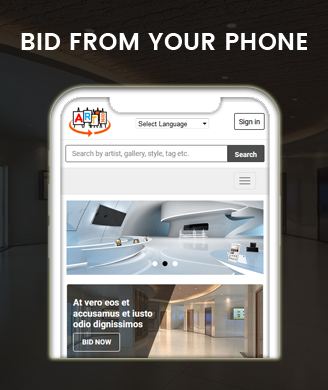 BID FROM YOUR PHONE
ART
Select Language
Sign in
Search by artist, gallery, style, tag etc.
Search
At vero eos et
accusamus et iusto
odio dignissimos
BID NOW